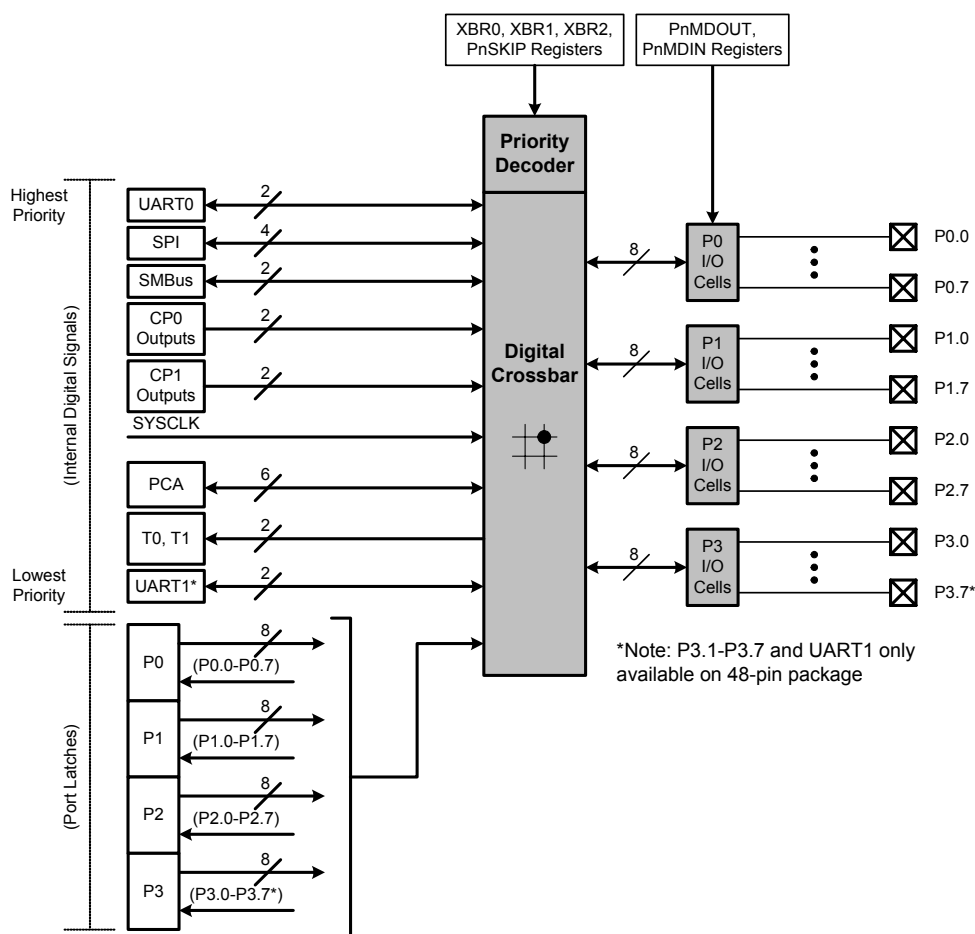 XBR0, XBR1, XBR2,
PnSKIP Registers
PnMDOUT,
PnMDIN Registers
Priority
Decoder
Highest
Priority
(Internal Digital Signals)
Lowest
Priority
UART0
2
SPI
4
SMBus
2
CP0
Outputs
2
CP1
Outputs
2
SYSCLK
PCA
6
T0, T1
2
UART1*
2
Digital
Crossbar
8
P0
I/O
Cells
P0.0
P0.7
8
P1
I/O
Cells
P1.0
P1.7
8
P2
I/O
Cells
P2.0
P2.7
8
P3
I/O
Cells
P3.0
P3.7*
*Note: P3.1-P3.7 and UART1 only
available on 48-pin package
(Port Latches)
P0
8
(P0.0-P0.7)
P1
8
(P1.0-P1.7)
P2
8
(P2.0-P2.7)
P3
8
(P3.0-P3.7*)